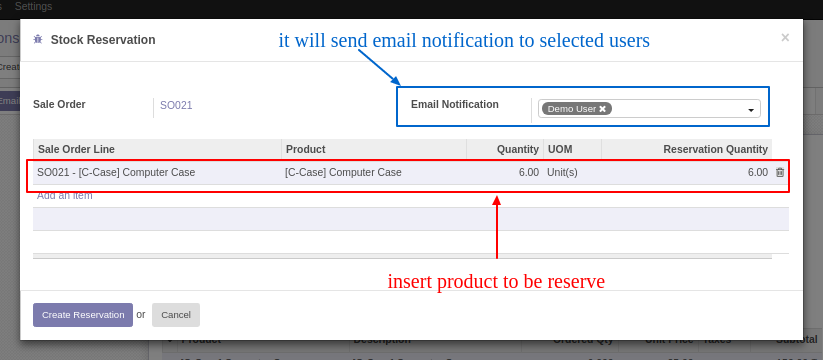 Settings
Stock Reservation
it will send email notification to selected users
×
Sale Order
SO021
Email Notification
Demo User ✖
Sale Order Line Product Quantity UOM Reservation Quantity
SO021 - [C-Case] Computer Case [C-Case] Computer Case 6.00 Unit(s) 6.00
Add an item
insert product to be reserve
Create Reservation or Cancel
Product Description Ordered Qty Unit Price Taxes Subtotal